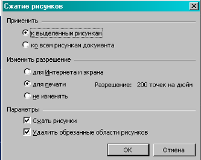 Сжатие рисунков
Применить
к выделенным рисункам
ко всем рисункам документа
Изменить разрешение
для Интернета и экрана
для печати Разрешение: 200 точек на дюйм
не изменять
Параметры
Сжать рисунки
Удалить обрезанные области рисунков
ОК Отмена